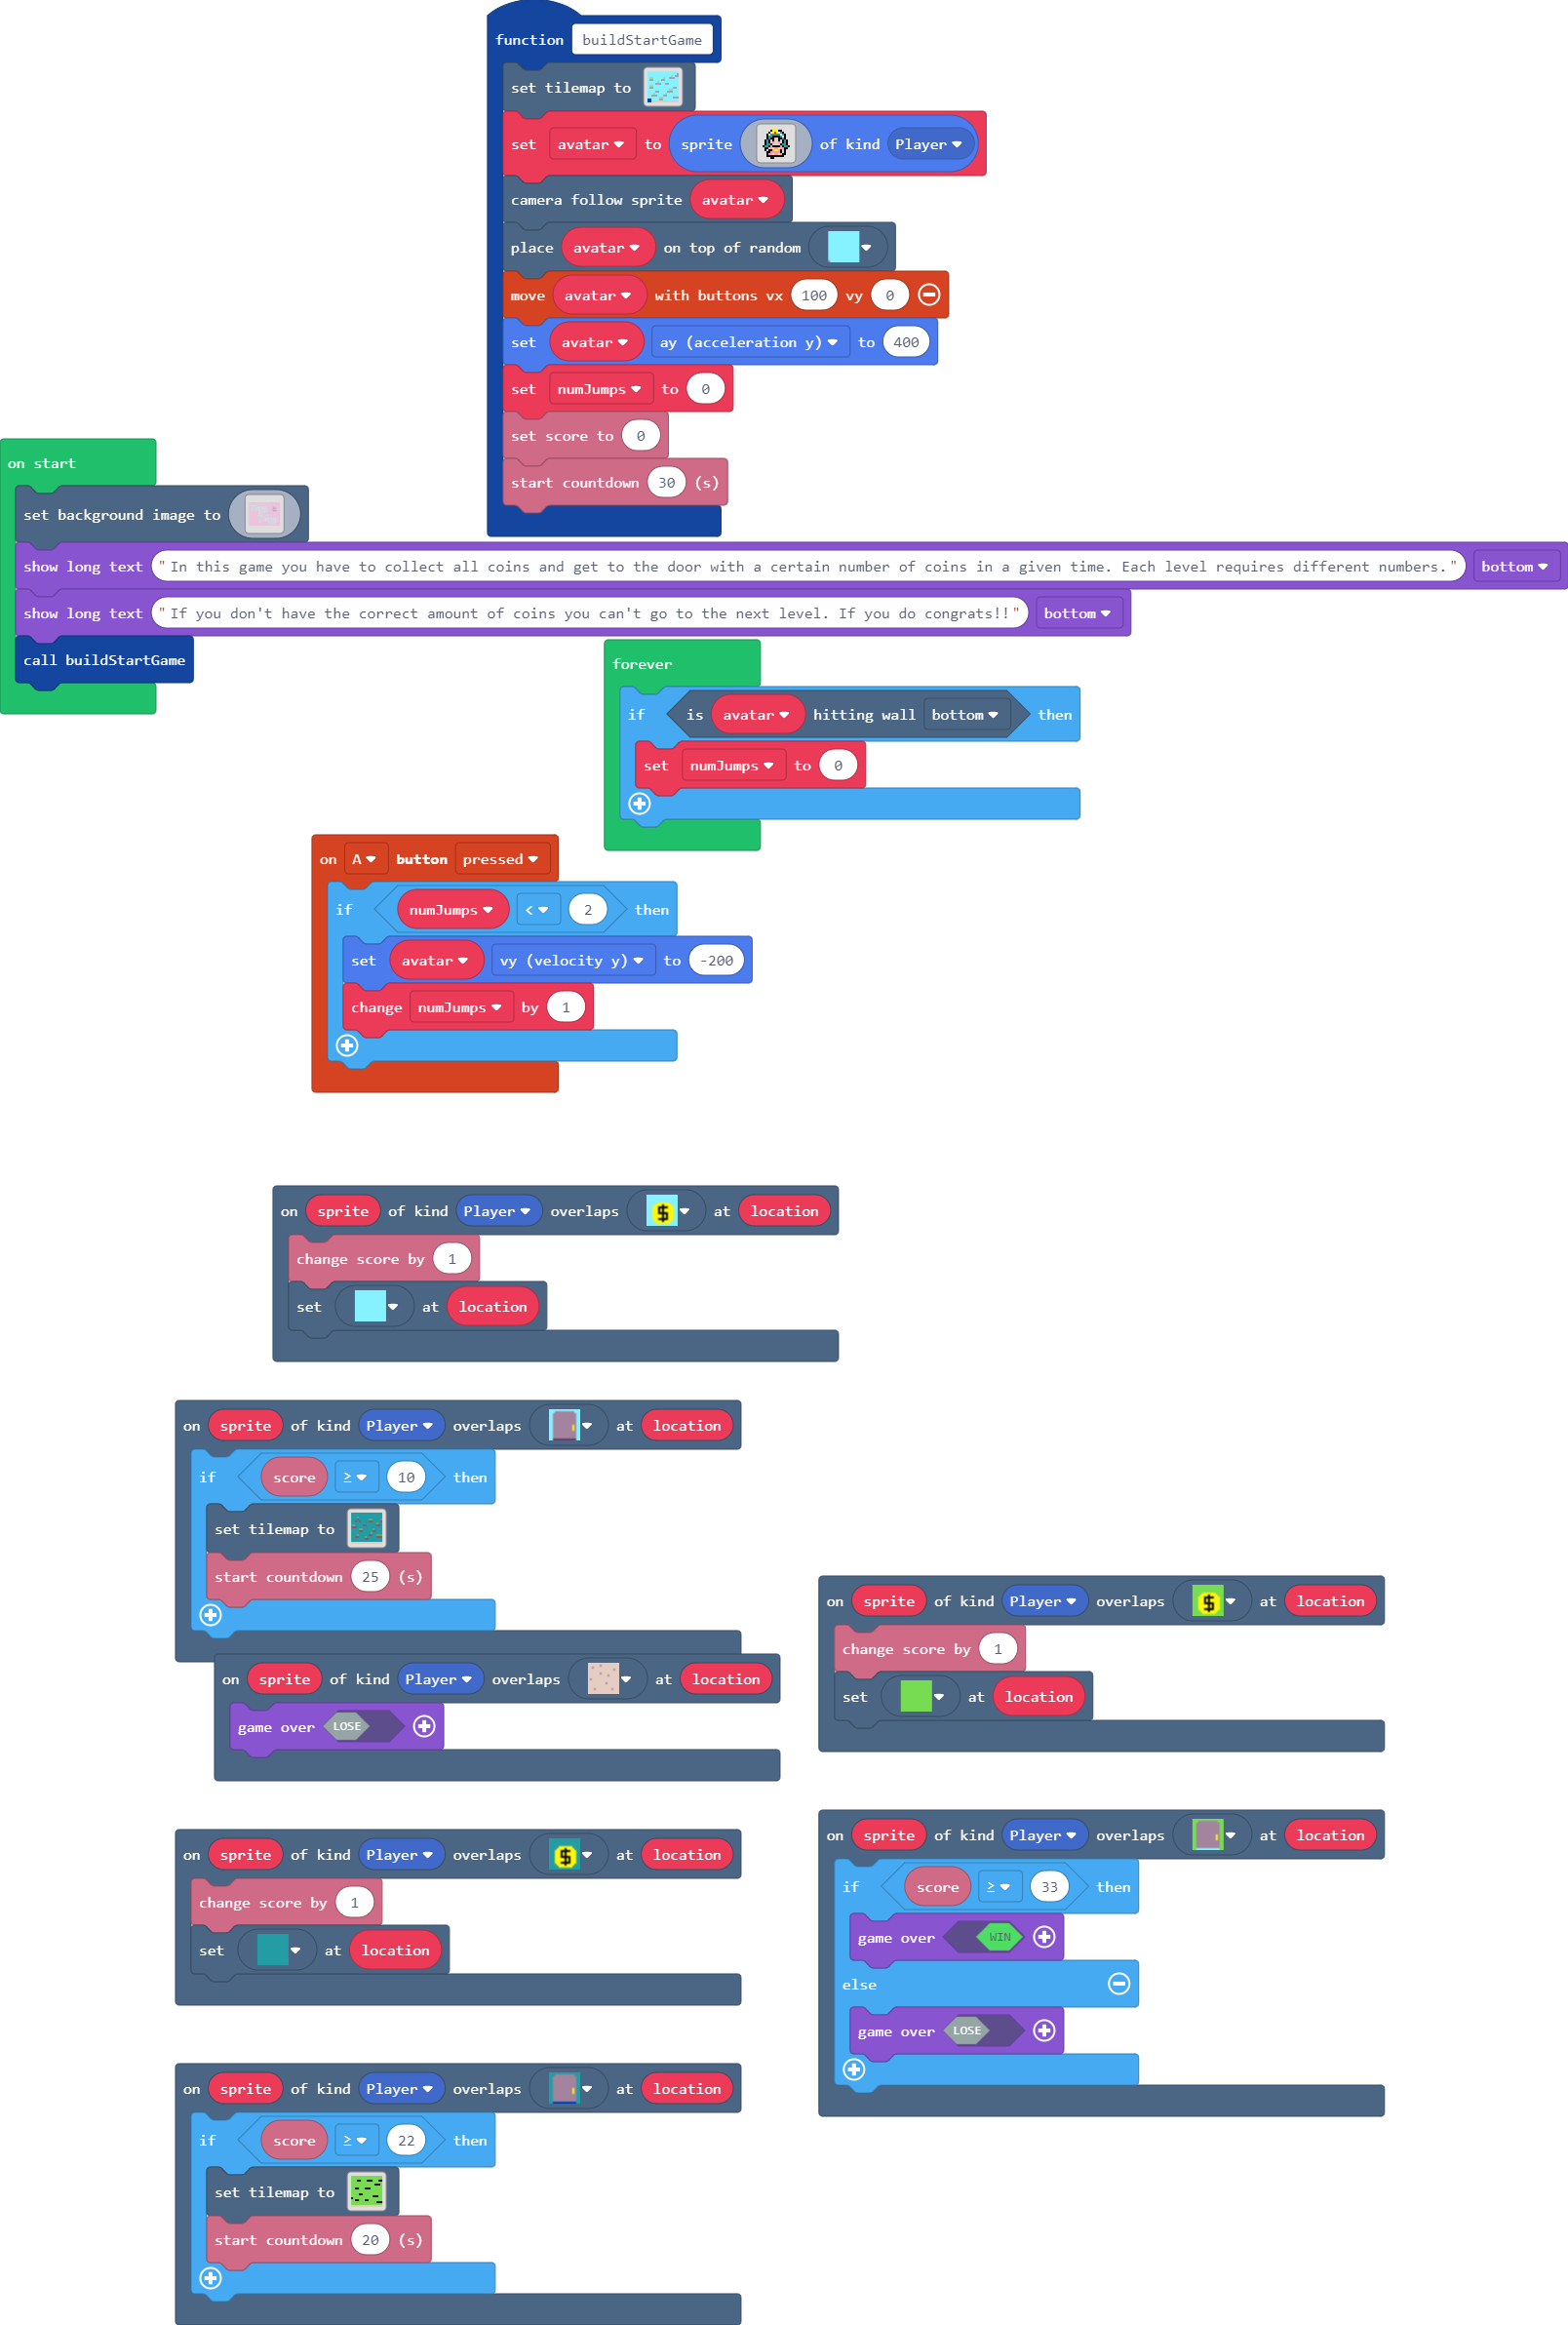 function buildStartGame
set tilemap to
set avatar to sprite of kind Player
camera follow sprite avatar
place avatar on top of random
move avatar with buttons vx 100 vy 0
set avatar ay (acceleration y) to 400
set numJumps to 0
set score to 0
start countdown 30 (s)
on start
set background image to
show long text "In this game you have to collect all coins and get to the door with a certain number of coins in a given time. Each level requires different numbers." bottom
show long text "If you don't have the correct amount of coins you can't go to the next level. If you do congrats!!" bottom
call buildStartGame
forever
if is avatar hitting wall bottom then
set numJumps to 0
on A button pressed
if numJumps < 2 then
set avatar vy (velocity y) to -200
change numJumps by 1
on sprite of kind Player overlaps $ at location
change score by 1
set at location
on sprite of kind Player overlaps at location
if score ≥ 10 then
set tilemap to
start countdown 25 (s)
on sprite of kind Player overlaps at location
game over LOSE
on sprite of kind Player overlaps $ at location
change score by 1
set at location
on sprite of kind Player overlaps at location
if score ≥ 22 then
set tilemap to
start countdown 20 (s)
on sprite of kind Player overlaps $ at location
change score by 1
set at location
on sprite of kind Player overlaps at location
if score ≥ 33 then
game over WIN
else
game over LOSE